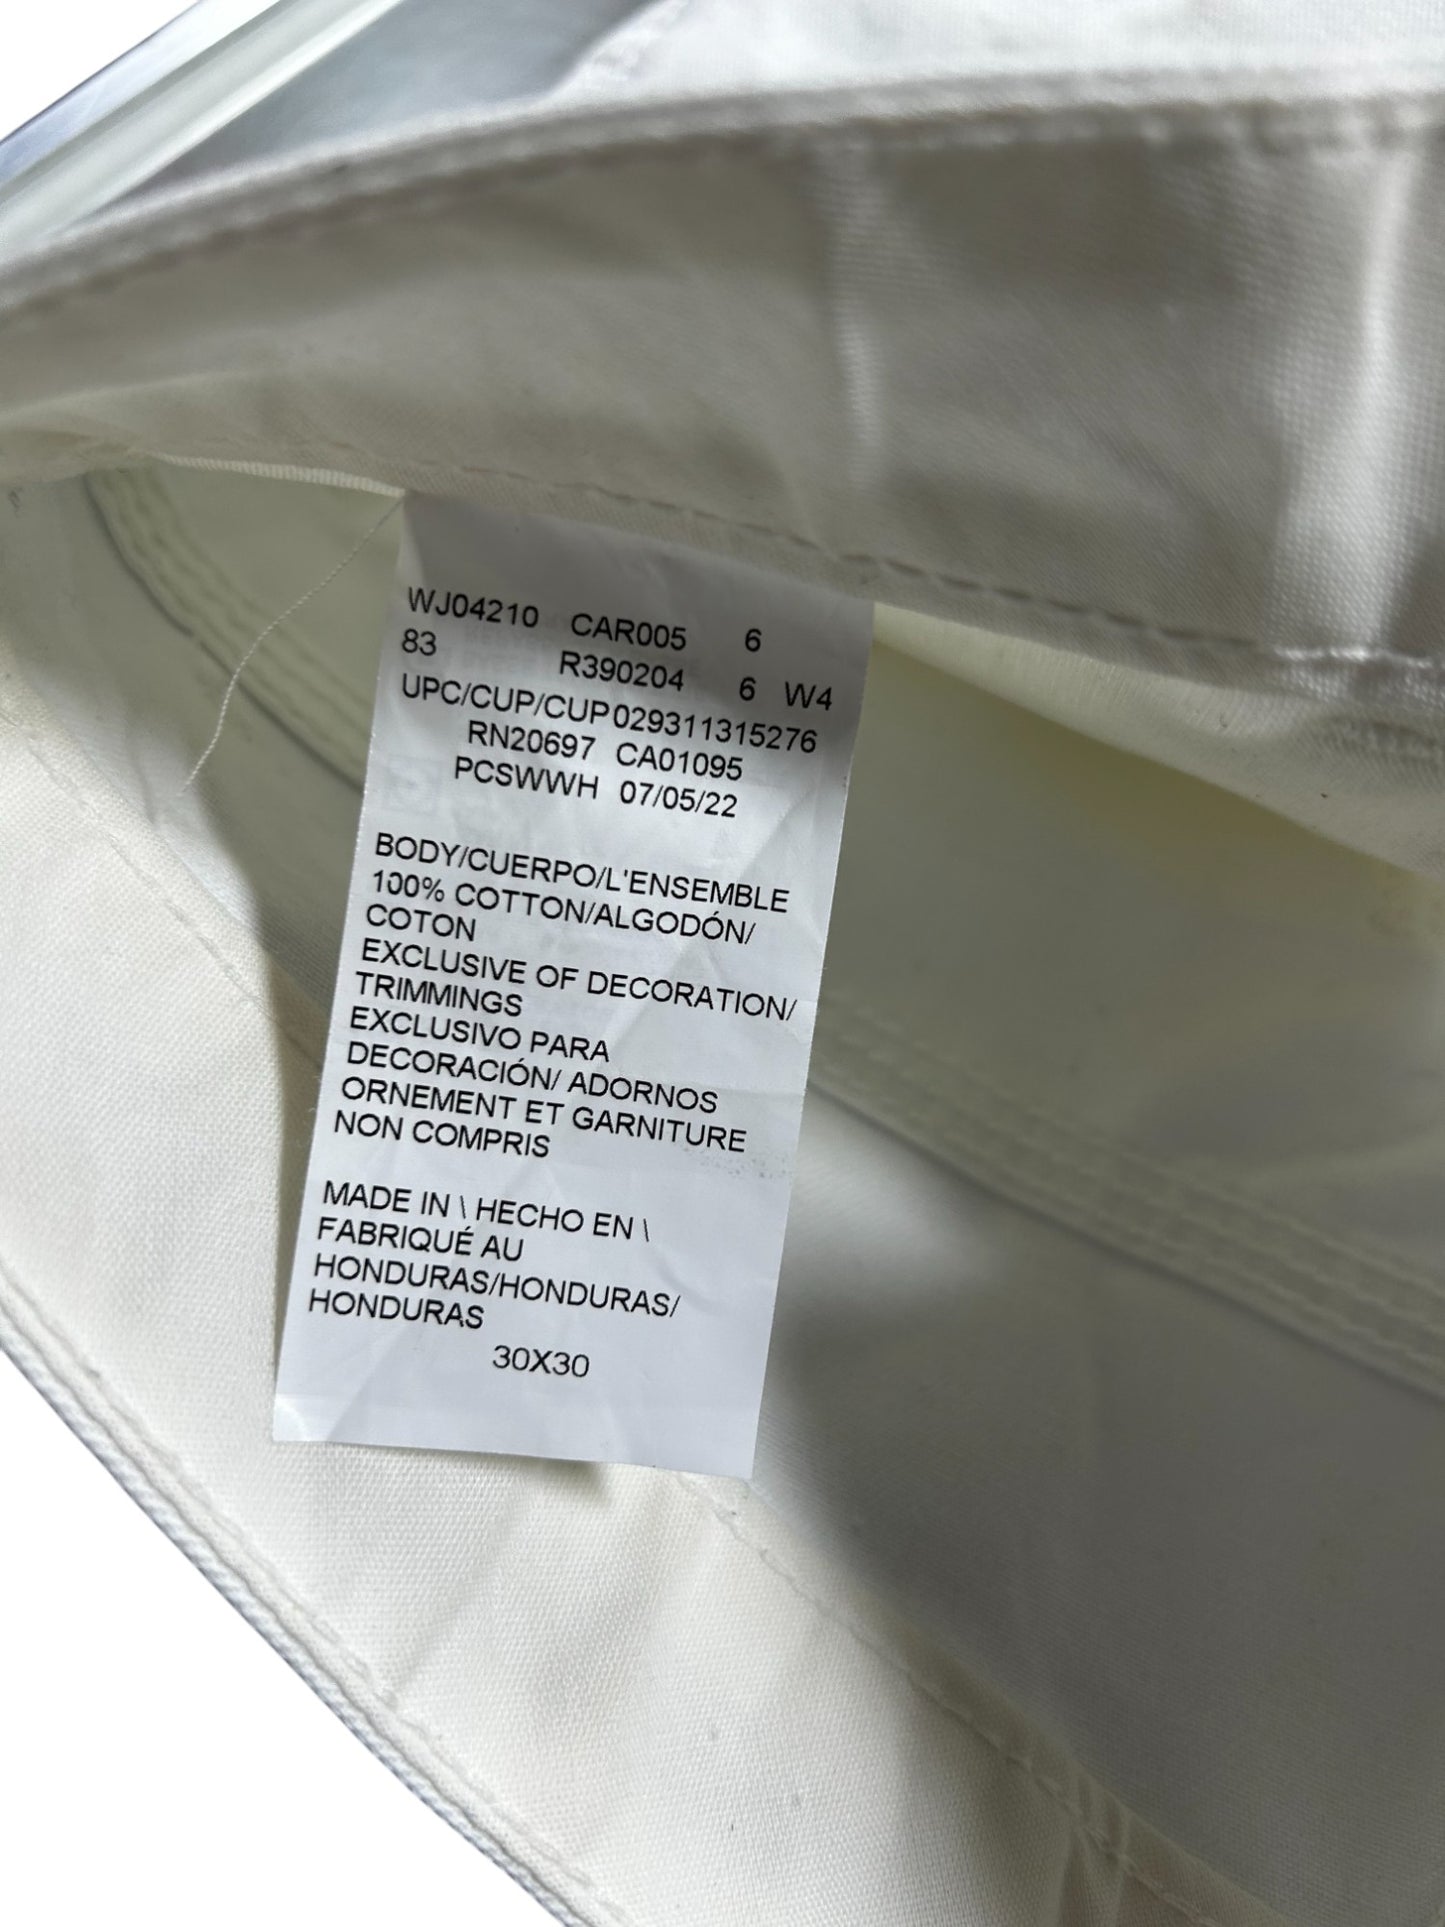 WJ04210 CAR005 6
83 R390204 6 W4
UPC/CUP/CUP 029311315276
RN20697 CA01095
PCSWWH 07/05/22
BODY/CUERPO/L'ENSEMBLE
100% COTTON/ALGODÓN/
COTON
EXCLUSIVE OF DECORATION/
TRIMMINGS
EXCLUSIVO PARA
DECORACIÓN/ ADORNOS
ORNEMENT ET GARNITURE
NON COMPRIS
MADE IN \ HECHO EN \
FABRIQUÉ AU
HONDURAS/HONDURAS/
HONDURAS
30X30